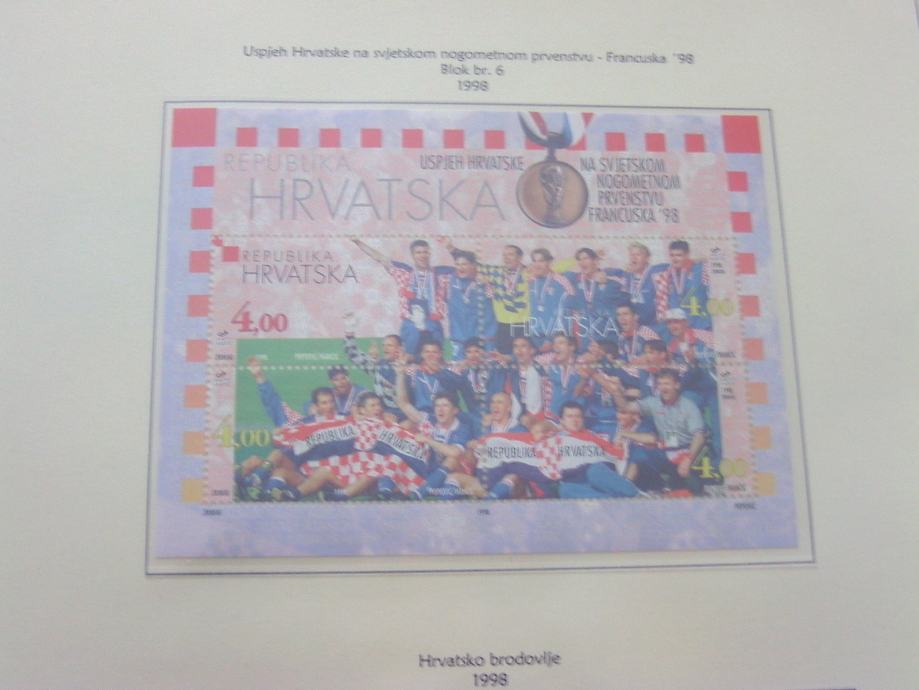 Uspjeh Hrvatske na svjetskom nogometnom prvenstvu - Francuska '98
Blok br. 6
1998
REPUBLIKA
HRVATSKA
USPJEH HRVATSKE
NA SVJETSKOM
NOGOMETNOM
PRVENSTVU
FRANCUSKA '98
REPUBLIKA
HRVATSKA
4,00
4,00
HRVATSKA
4,00
REPUBLIKA HRVATSKA
REPUBLIKA HRVATSKA
4,00
Hrvatsko brodovlje
1998